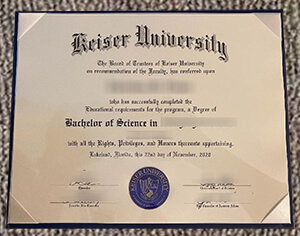 Keiser University
The Board of Trustees of Keiser University
on recommendation of the Faculty, has conferred upon
who has successfully completed the
Educational requirements for the program, a Degree of
Bachelor of Science in
with all the Rights, Privileges, and Honors thereunto appertaining.
Lakeland, Florida, this 22nd day of November, 2020
KEISER UNIVERSITY